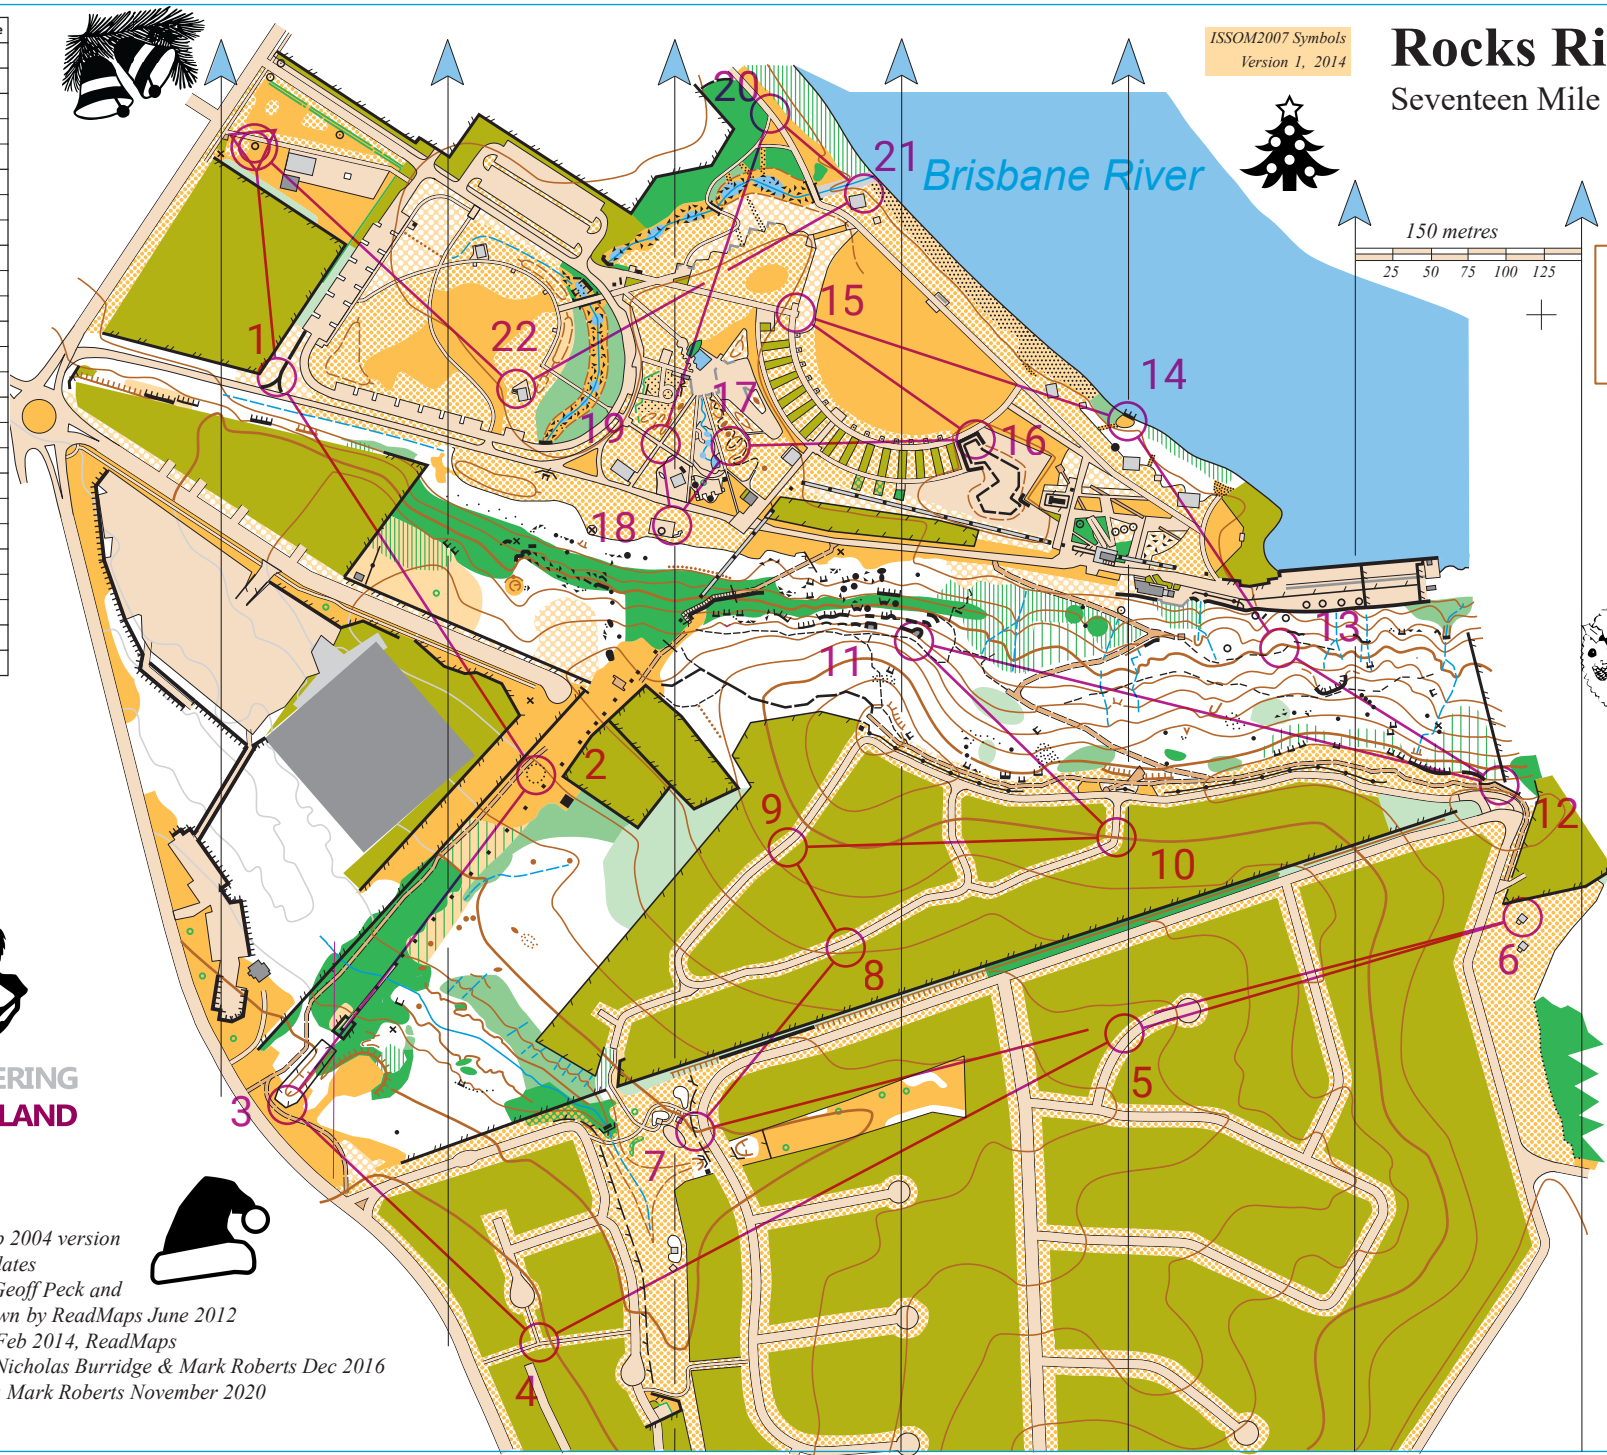 ISSOM2007 Symbols
Version 1, 2014
Rocks Ri
Seventeen Mile
Brisbane River
150 metres
25 50 75 100 125
20
21
15
14
1
22
17
19
16
18
13
11
2
12
9
10
8
6
5
3
7
4
ERING
LAND
2004 version
Geoff Peck and
wn by ReadMaps June 2012
Feb 2014, ReadMaps
Nicholas Burridge & Mark Roberts Dec 2016
Mark Roberts November 2020